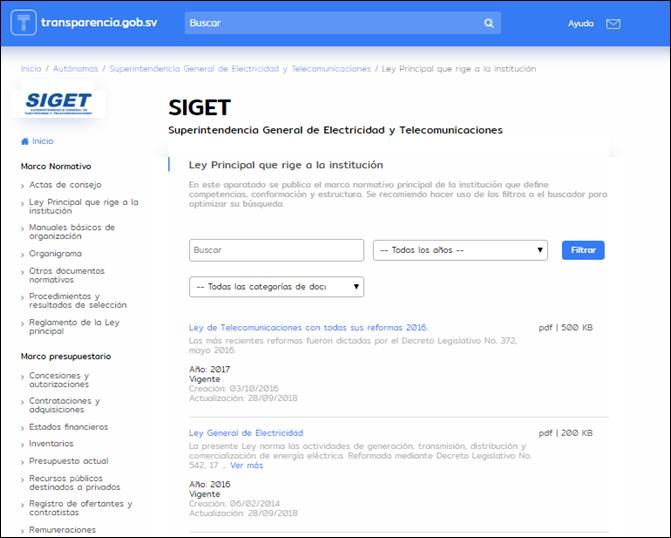 T transparencia.gob.sv Buscar Ayuda
Inicio / Autónomas / Superintendencia General de Electricidad y Telecomunicaciones / Ley Principal que rige a la institución
SIGET
SUPERINTENDENCIA GENERAL DE
ELECTRICIDAD Y TELECOMUNICACIONES
Inicio
Marco Normativo
Actas de consejo
Ley Principal que rige a la
institución
Manuales básicos de
organización
Organigrama
Otros documentos
normativos
Procedimientos y
resultados de selección
Reglamento de la Ley
principal
Marco presupuestario
Concesiones y
autorizaciones
Contrataciones y
adquisiciones
Estados financieros
Inventarios
Presupuesto actual
Recursos públicos
destinados a privados
Registro de ofertantes y
contratistas
Remuneraciones
SIGET
Superintendencia General de Electricidad y Telecomunicaciones
Ley Principal que rige a la institución
En este aparatado se publica el marco normativo principal de la institución que define
competencias, conformación y estructura. Se recomiendo hacer uso de los filtros o el buscador para
optimizar su búsqueda.
Buscar -- Todos los años -- Filtrar
-- Todas las categorías de docu
Ley de Telecomunicaciones con todas sus reformas 2016. pdf | 500 KB
Las más recientes reformas fueron dictadas por el Decreto Legislativo No. 372,
mayo 2016.
Año: 2017
Vigente
Creación: 03/10/2016
Actualización: 28/09/2018
Ley General de Electricidad pdf | 200 KB
La presente Ley norma las actividades de generación, transmisión, distribución y
comercialización de energía eléctrica. Reformada mediante Decreto Legislativo No.
542, 17 ... Ver más
Año: 2016
Vigente
Creación: 06/02/2014
Actualización: 28/09/2018